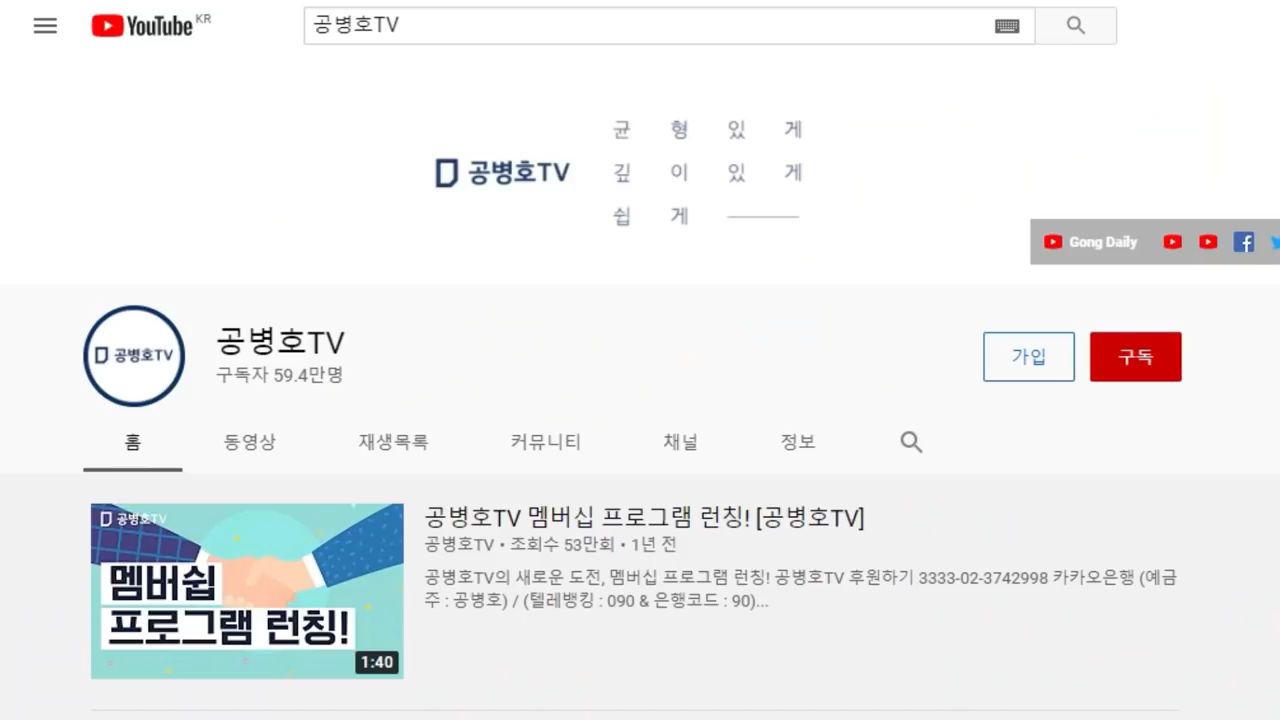 YouTube KR
공병호TV
균 형 있 게
공병호TV
깊 이 있 게
쉽 게
Gong Daily
공병호TV
공병호TV
구독자 59.4만명
가입
구독
홈
동영상
재생목록
커뮤니티
채널
정보
공병호TV
멤버쉽
프로그램 런칭!
1:40
공병호TV 멤버십 프로그램 런칭! [공병호TV]
공병호TV • 조회수 53만회 • 1년 전
공병호TV의 새로운 도전, 멤버십 프로그램 런칭! 공병호TV 후원하기 3333-02-3742998 카카오은행 (예금
주 : 공병호) / (텔레뱅킹 : 090 & 은행코드 : 90)...